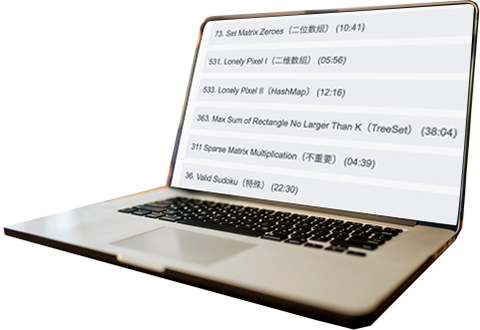 73. Set Matrix Zeroes（二位数组） (10:41)
531. Lonely Pixel I（二维数组） (05:56)
533. Lonely Pixel II（HashMap） (12:16)
363. Max Sum of Rectangle No Larger Than K（TreeSet） (38:04)
311 Sparse Matrix Multiplication（不重要） (04:39)
36. Valid Sudoku（特殊） (22:30)